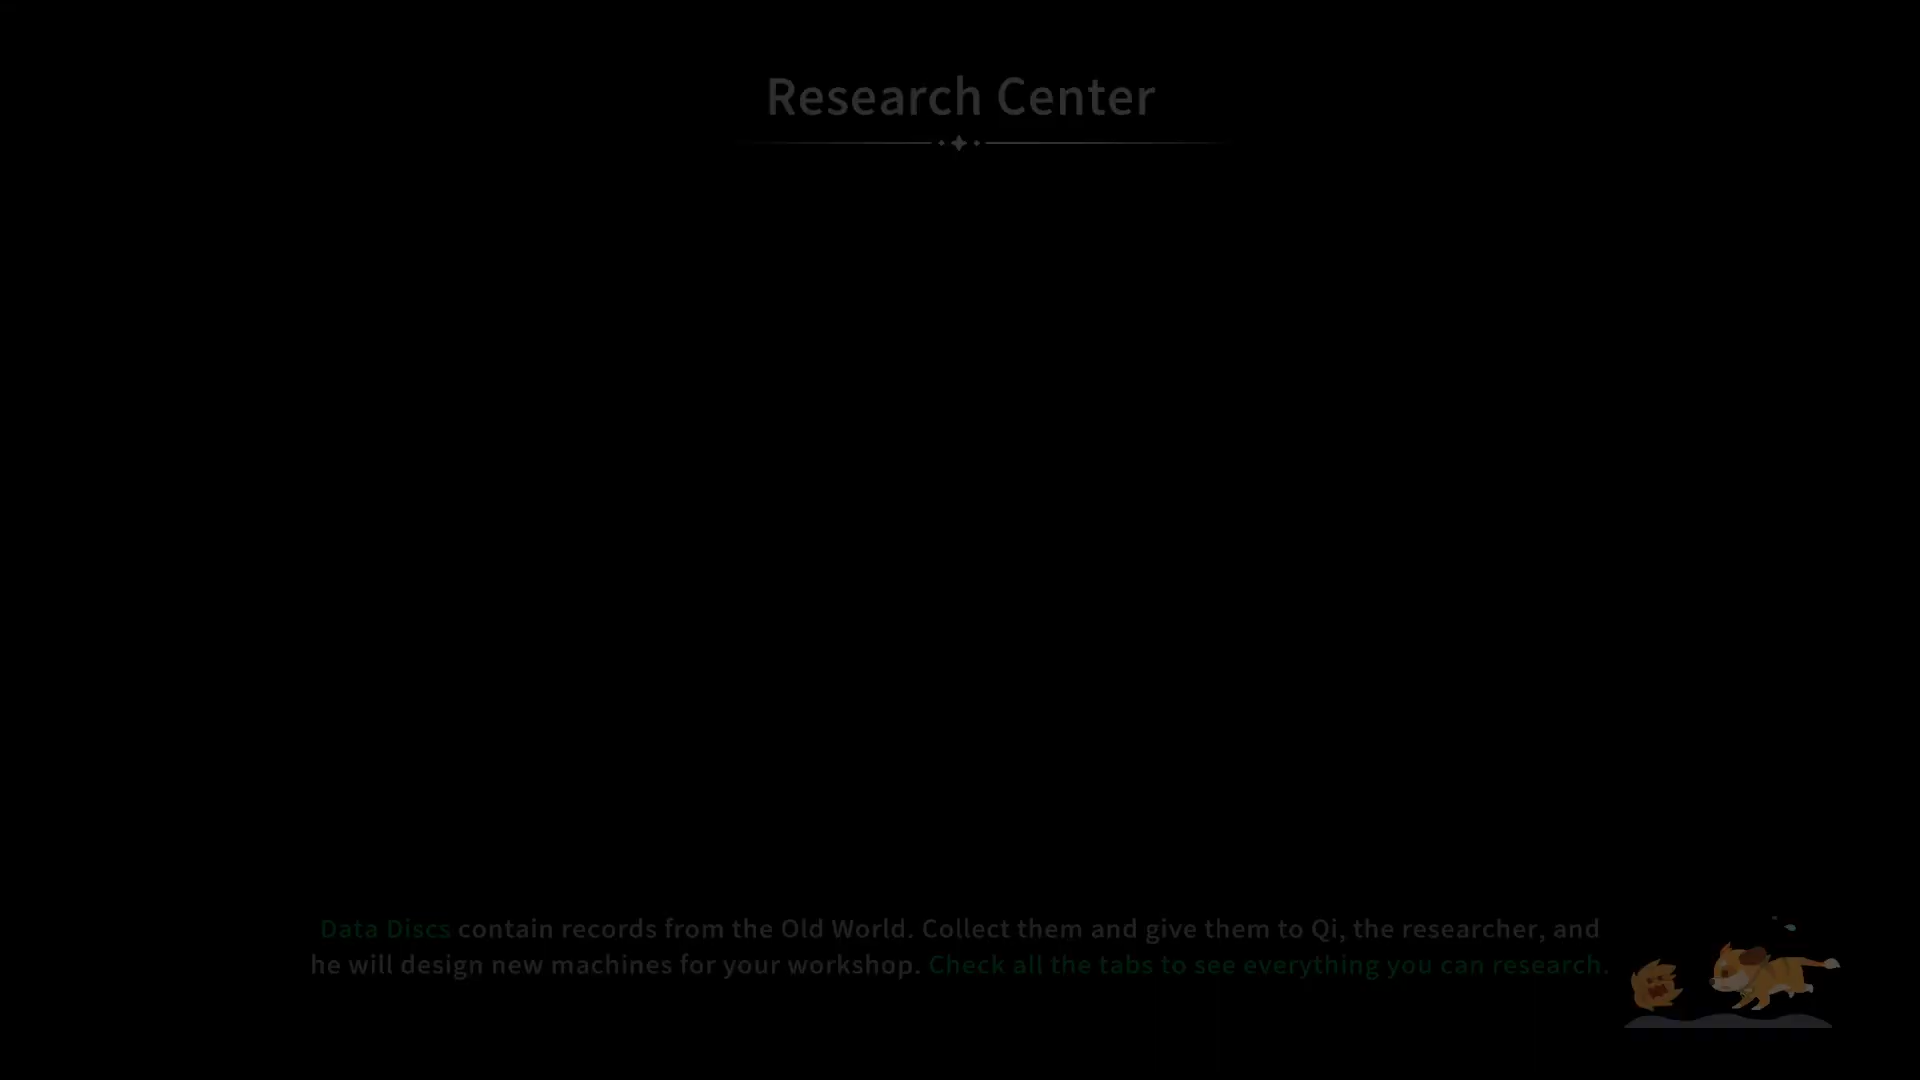 Research Center
Data Discs contain records from the Old World. Collect them and give them to Qi, the researcher, and
he will design new machines for your workshop. Check all the tabs to see everything you can research.